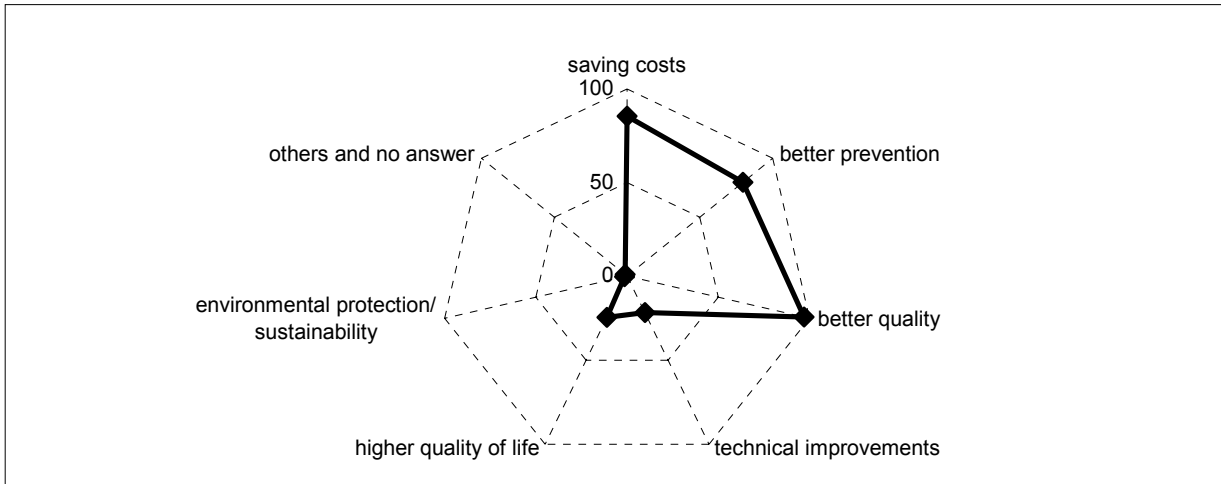 saving costs
100
others and no answer
better prevention
50
0
environmental protection/
sustainability
better quality
higher quality of life
technical improvements